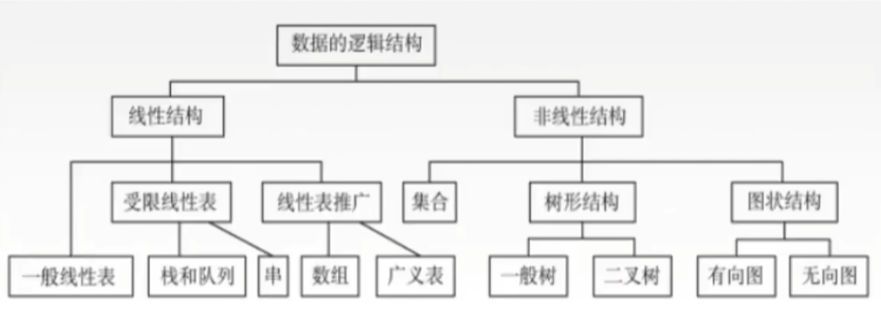 数据的逻辑结构
线性结构
非线性结构
受限线性表
线性表推广
集合
树形结构
图状结构
一般线性表
栈和队列
串
数组
广义表
一般树
二叉树
有向图
无向图